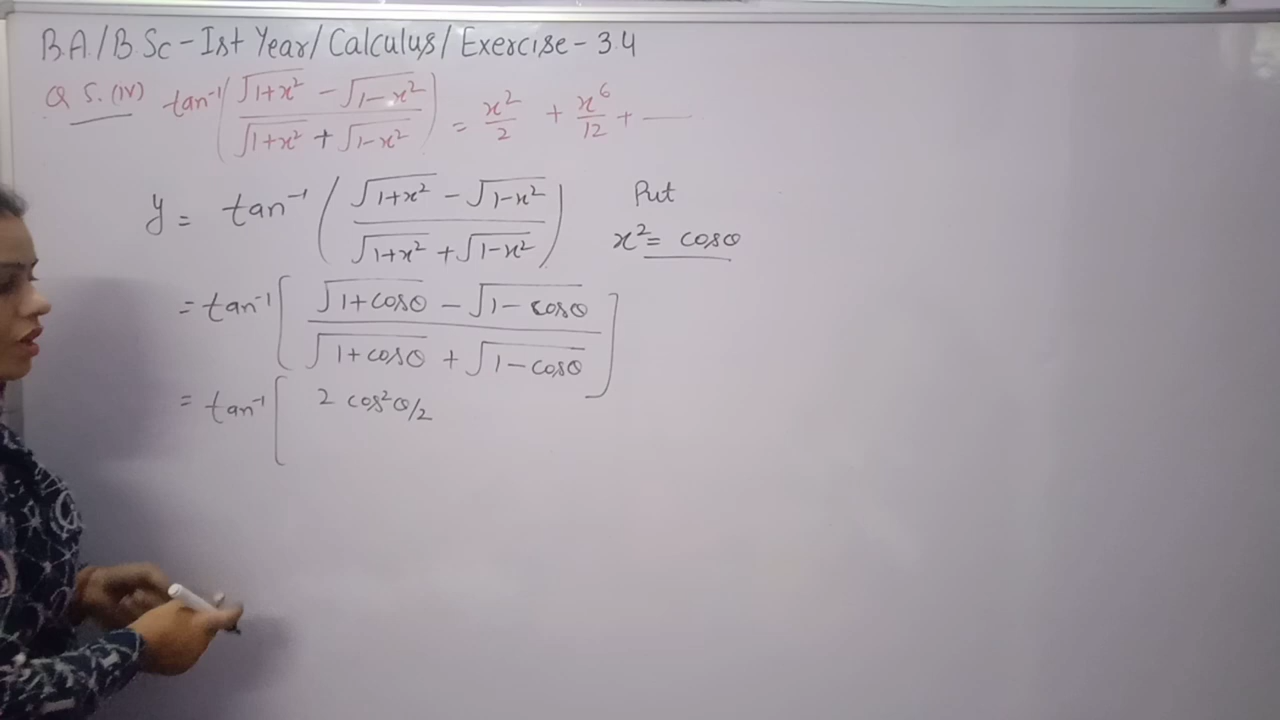 B.A/B.Sc-Ist Year/Calculus/Exercise-3.4
Q 5.(iv) tan⁻¹(√(1+x²) - √(1-x²) / √(1+x²) + √(1-x²)) = x²/2 + x⁶/12 + ——
y = tan⁻¹(√(1+x²) - √(1-x²) / √(1+x²) + √(1-x²)) Put
x² = cosθ
= tan⁻¹[√(1+cosθ) - √(1-cosθ) / √(1+cosθ) + √(1-cosθ)]
= tan⁻¹[ 2 cos²θ/2